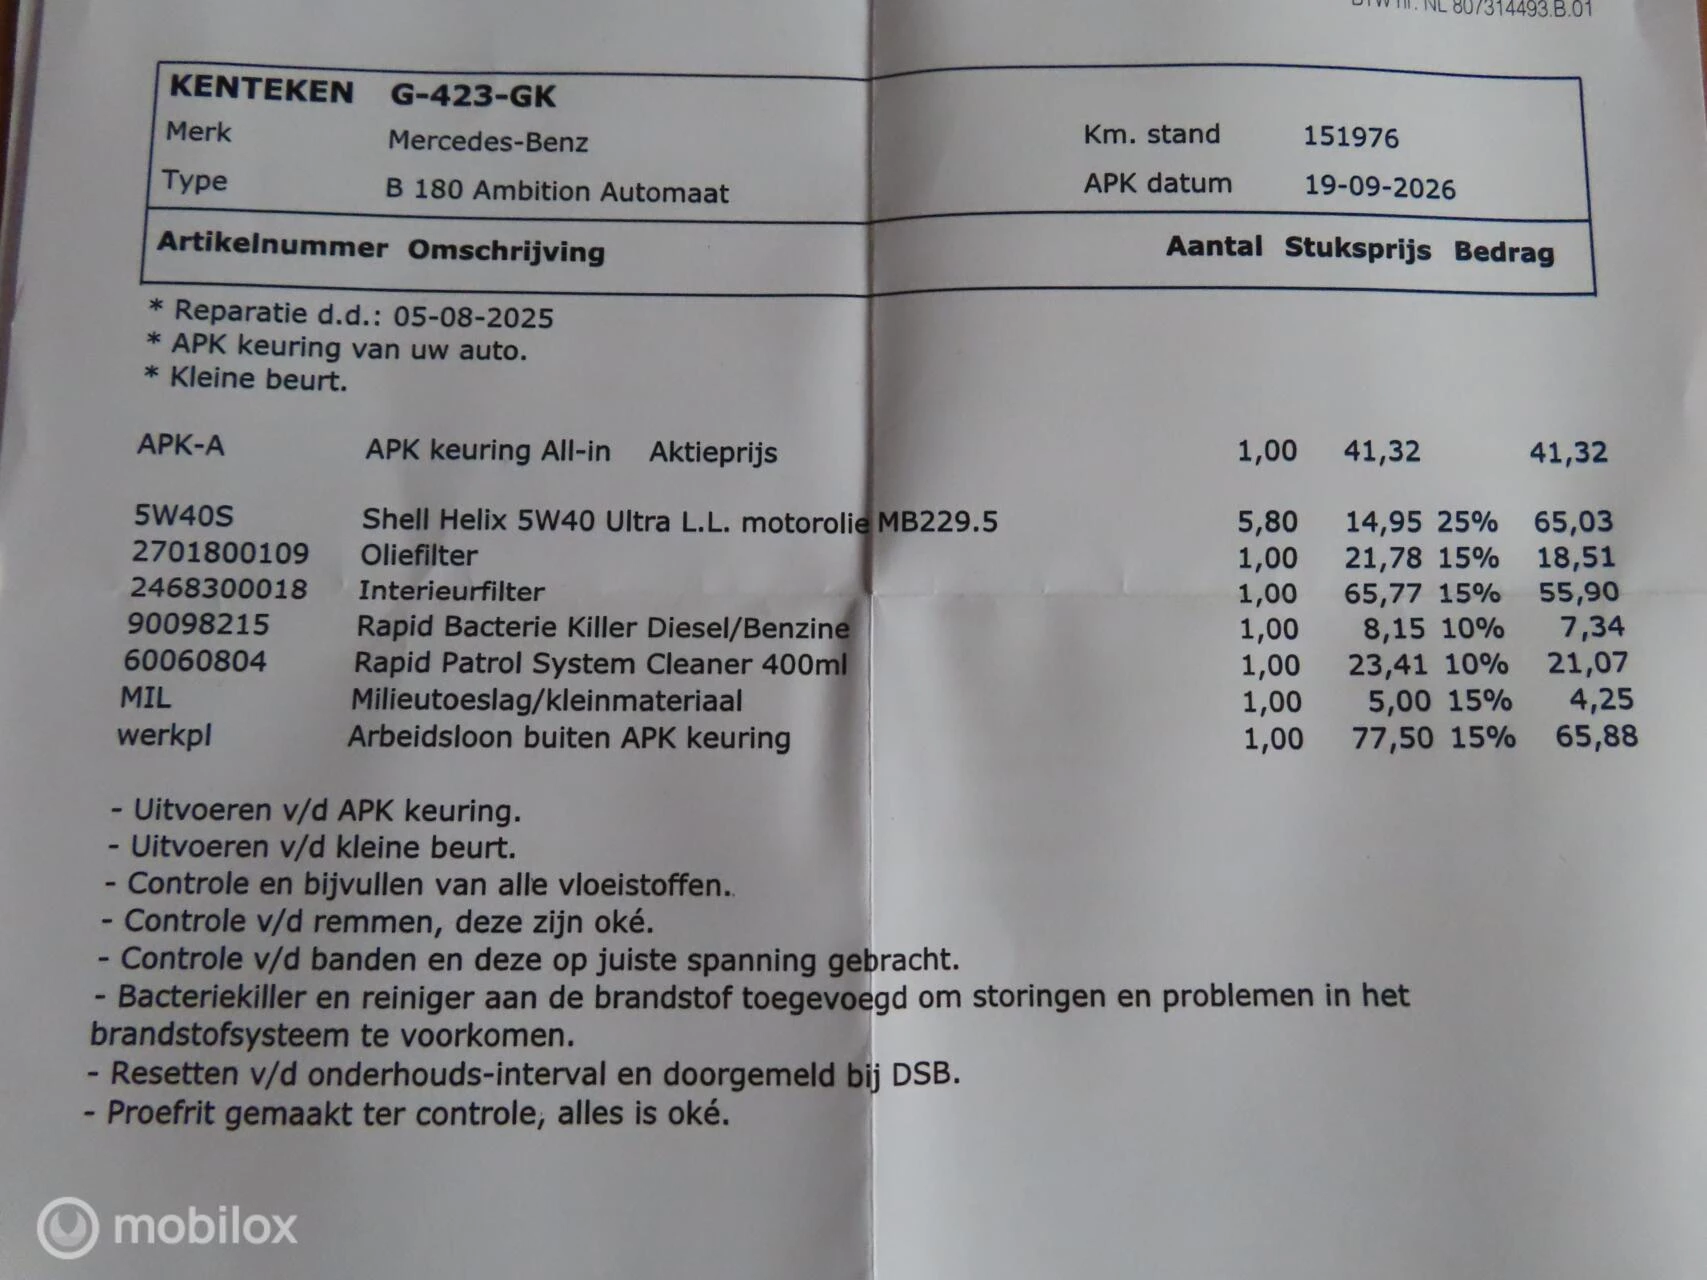 BTW nr. NL 807314493.B.01
KENTEKEN G-423-GK
Merk Mercedes-Benz Km. stand 151976
Type B 180 Ambition Automaat APK datum 19-09-2026
Artikelnummer Omschrijving Aantal Stuksprijs Bedrag
* Reparatie d.d.: 05-08-2025
* APK keuring van uw auto.
* Kleine beurt.
APK-A APK keuring All-in Aktieprijs 1,00 41,32 41,32
5W40S Shell Helix 5W40 Ultra L.L. motorolie MB229.5 5,80 14,95 25% 65,03
2701800109 Oliefilter 1,00 21,78 15% 18,51
2468300018 Interieurfilter 1,00 65,77 15% 55,90
90098215 Rapid Bacterie Killer Diesel/Benzine 1,00 8,15 10% 7,34
60060804 Rapid Patrol System Cleaner 400ml 1,00 23,41 10% 21,07
MIL Milieutoeslag/kleinmateriaal 1,00 5,00 15% 4,25
werkpl Arbeidsloon buiten APK keuring 1,00 77,50 15% 65,88
- Uitvoeren v/d APK keuring.
- Uitvoeren v/d kleine beurt.
- Controle en bijvullen van alle vloeistoffen.
- Controle v/d remmen, deze zijn oké.
- Controle v/d banden en deze op juiste spanning gebracht.
- Bacteriekiller en reiniger aan de brandstof toegevoegd om storingen en problemen in het
brandstofsysteem te voorkomen.
- Resetten v/d onderhouds-interval en doorgemeld bij DSB.
- Proefrit gemaakt ter controle, alles is oké.
mobilox